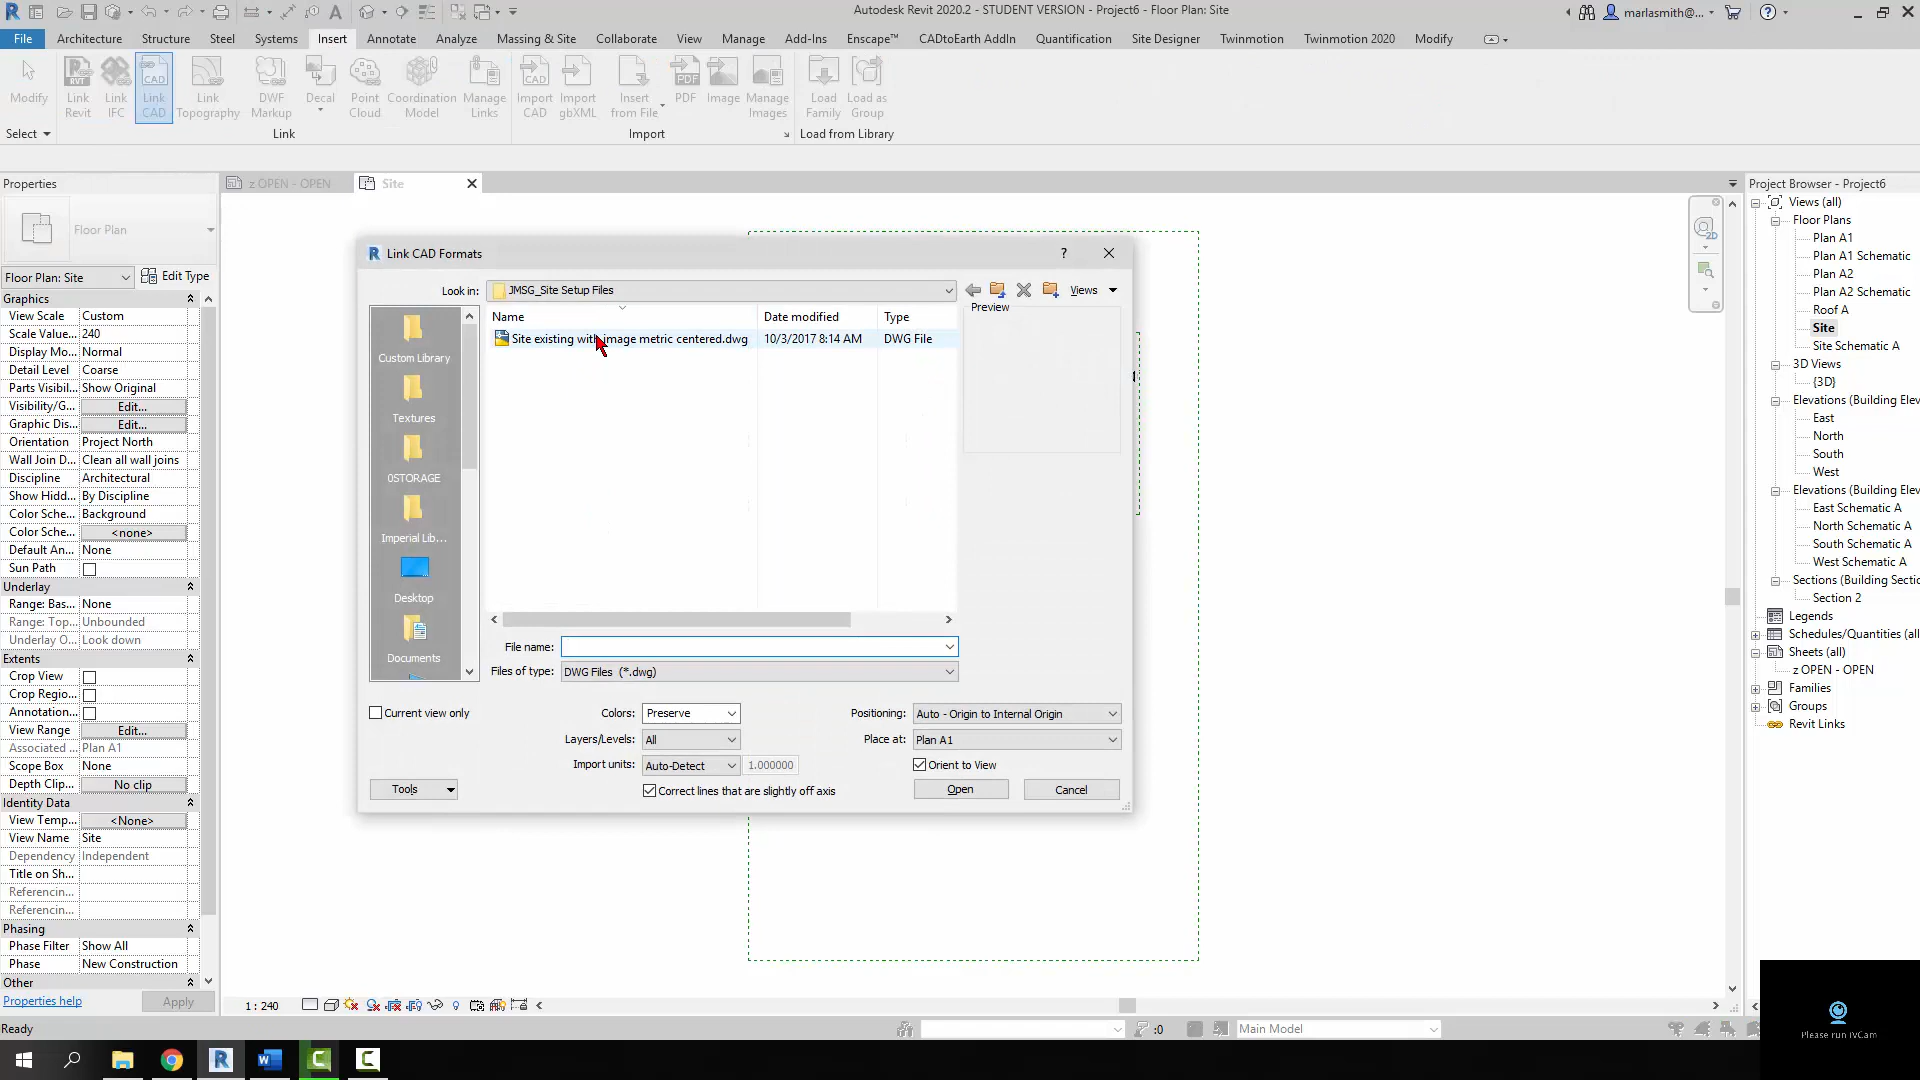 Autodesk Revit 2020.2 - STUDENT VERSION - Project6 - Floor Plan: Site
marlasmith@...
File Architecture Structure Steel Systems Insert Annotate Analyze Massing & Site Collaborate View Manage Add-Ins Enscape™ CADtoEarth AddIn Quantification Site Designer Twinmotion Twinmotion 2020 Modify
Modify
Link Revit
Link IFC
Link CAD
Link Topography
DWF Markup
Decal
Point Cloud
Coordination Model
Manage Links
Import CAD
Import gbXML
Insert from File
PDF
Image
Manage Images
Load Family
Load as Group
Select Link Import Load from Library
Properties
z OPEN - OPEN
Site
Floor Plan
Floor Plan: Site Edit Type
Graphics
View Scale Custom
Scale Value... 240
Display Mo... Normal
Detail Level Coarse
Parts Visibil... Show Original
Visibility/G... Edit...
Graphic Dis... Edit...
Orientation Project North
Wall Join D... Clean all wall joins
Discipline Architectural
Show Hidd... By Discipline
Color Sche... Background
Color Sche... <none>
Default An... None
Sun Path
Underlay
Range: Bas... None
Range: Top... Unbounded
Underlay O... Look down
Extents
Crop View
Crop Regio...
Annotation...
View Range Edit...
Associated ... Plan A1
Scope Box None
Depth Clip... No clip
Identity Data
View Temp... <None>
View Name Site
Dependency Independent
Title on Sh...
Referencin...
Referencin...
Phasing
Phase Filter Show All
Phase New Construction
Other
Properties help Apply
Link CAD Formats
?
Look in: JMSG_Site Setup Files
Views
Name Date modified Type
Site existing with image metric centered.dwg 10/3/2017 8:14 AM DWG File
Preview
Custom Library
Textures
0STORAGE
Imperial Lib...
Desktop
Documents
File name:
Files of type: DWG Files (*.dwg)
Current view only
Colors: Preserve
Positioning: Auto - Origin to Internal Origin
Layers/Levels: All
Place at: Plan A1
Import units: Auto-Detect 1.000000
Orient to View
Correct lines that are slightly off axis
Tools
Open
Cancel
Project Browser - Project6
Views (all)
Floor Plans
Plan A1
Plan A1 Schematic
Plan A2
Plan A2 Schematic
Roof A
Site
Site Schematic A
3D Views
{3D}
Elevations (Building Eleva
East
North
South
West
Elevations (Building Elev
East Schematic A
North Schematic A
South Schematic A
West Schematic A
Sections (Building Sectio
Section 2
Legends
Schedules/Quantities (all
Sheets (all)
z OPEN - OPEN
Families
Groups
Revit Links
2D
1 : 240
Ready
:0
Main Model
Please run iVCam